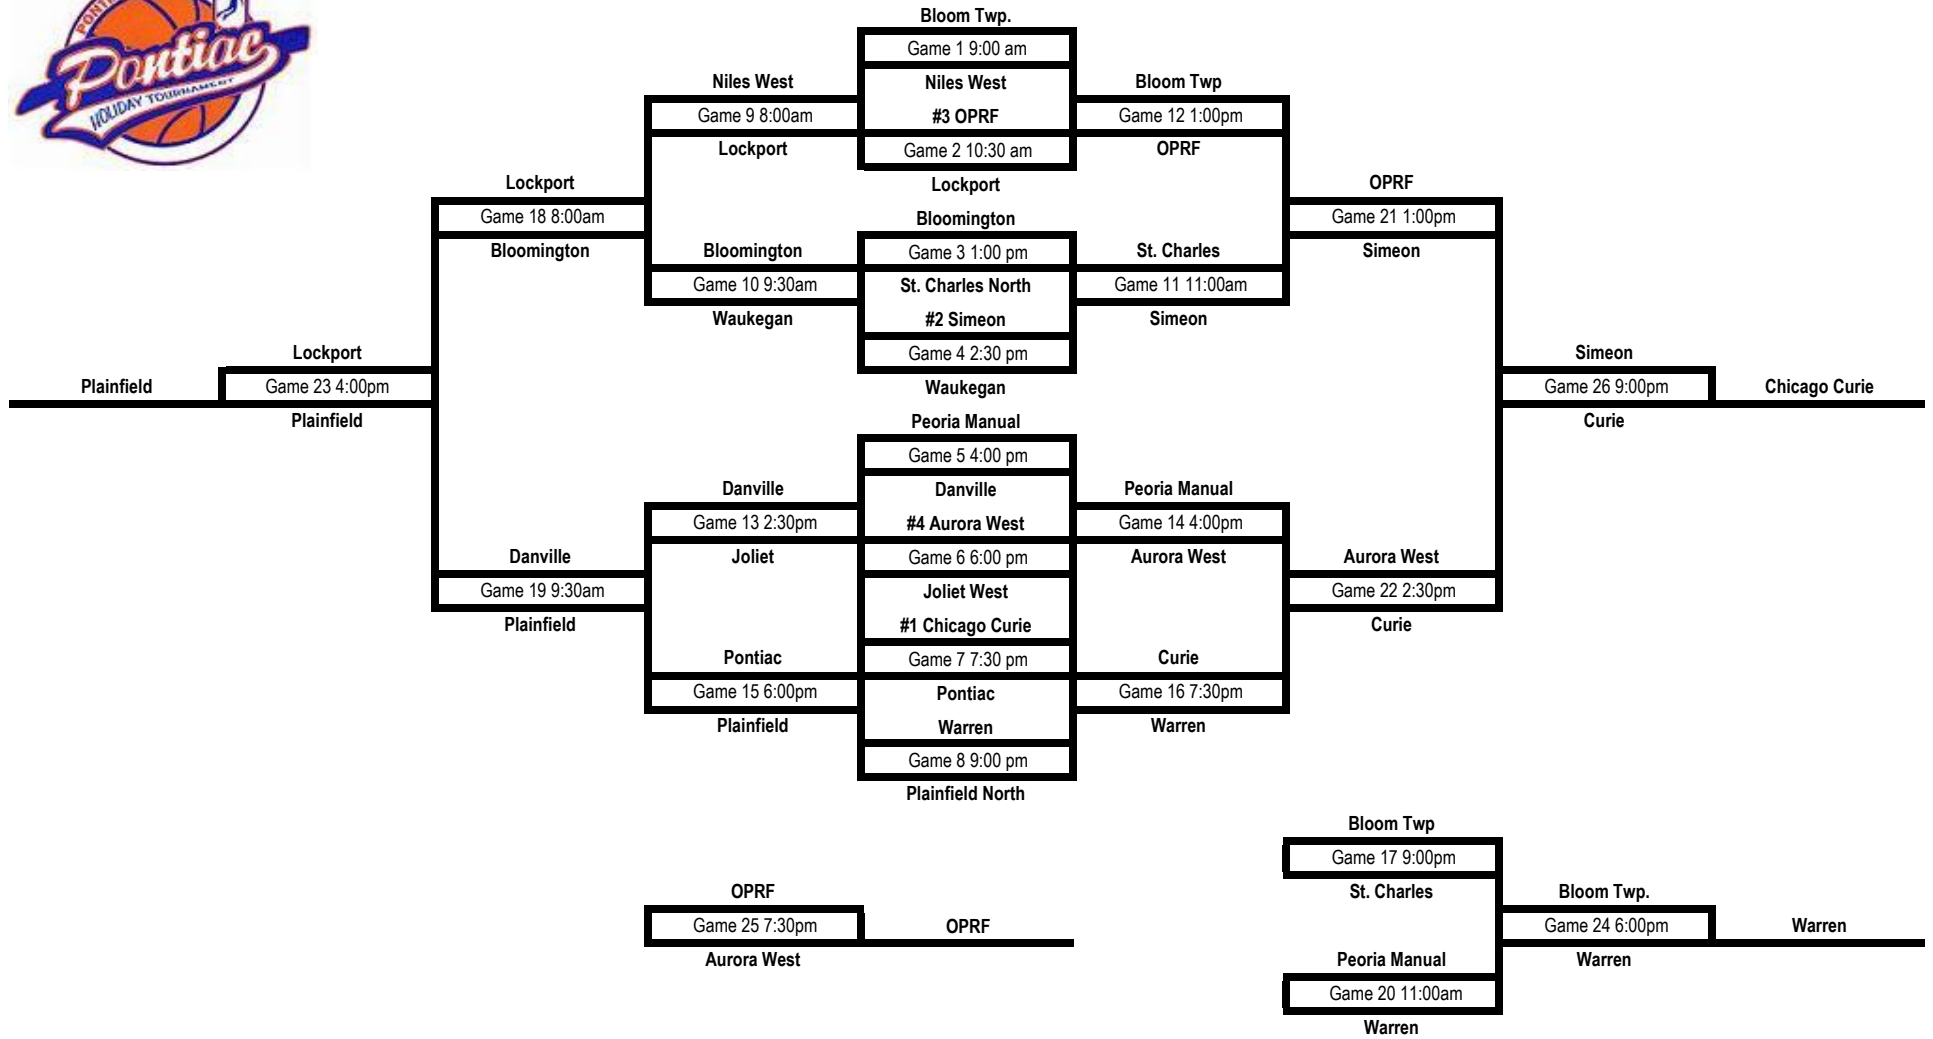 Pontiac
HOLIDAY TOURNAMENT
Bloom Twp.
Game 1 9:00 am
Niles West
Niles West
Bloom Twp
Game 9 8:00am
#3 OPRF
Game 12 1:00pm
Lockport
Game 2 10:30 am
OPRF
Lockport
Lockport
OPRF
Game 18 8:00am
Bloomington
Game 21 1:00pm
Bloomington
Bloomington
Game 3 1:00 pm
St. Charles
Simeon
Game 10 9:30am
St. Charles North
Game 11 11:00am
Waukegan
#2 Simeon
Simeon
Lockport
Game 4 2:30 pm
Simeon
Plainfield
Game 23 4:00pm
Waukegan
Game 26 9:00pm
Chicago Curie
Plainfield
Peoria Manual
Curie
Game 5 4:00 pm
Danville
Danville
Peoria Manual
Game 13 2:30pm
#4 Aurora West
Game 14 4:00pm
Danville
Joliet
Game 6 6:00 pm
Aurora West
Aurora West
Game 19 9:30am
Joliet West
Game 22 2:30pm
Plainfield
#1 Chicago Curie
Curie
Pontiac
Game 7 7:30 pm
Curie
Game 15 6:00pm
Pontiac
Game 16 7:30pm
Plainfield
Warren
Warren
Game 8 9:00 pm
Plainfield North
Bloom Twp
Game 17 9:00pm
OPRF
St. Charles
Bloom Twp.
Game 25 7:30pm
OPRF
Game 24 6:00pm
Warren
Aurora West
Peoria Manual
Warren
Game 20 11:00am
Warren